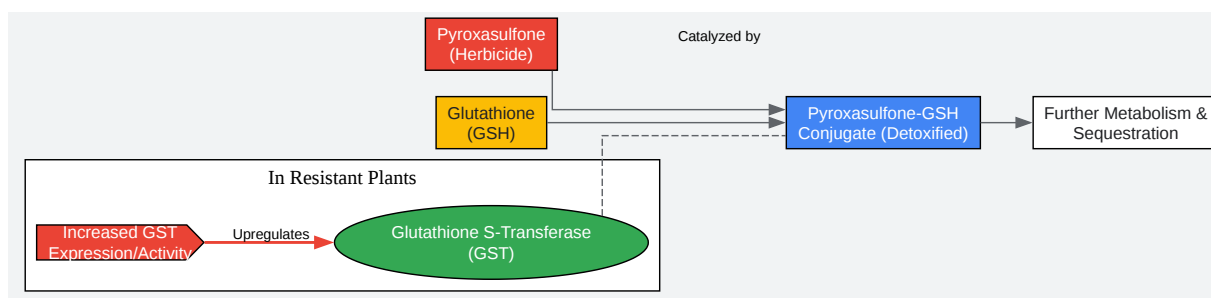 Pyroxasulfone
(Herbicide)
Catalyzed by
Glutathione
(GSH)
Pyroxasulfone-GSH
Conjugate (Detoxified)
Further Metabolism &
Sequestration
In Resistant Plants
Increased GST
Expression/Activity
Upregulates
Glutathione S-Transferase
(GST)